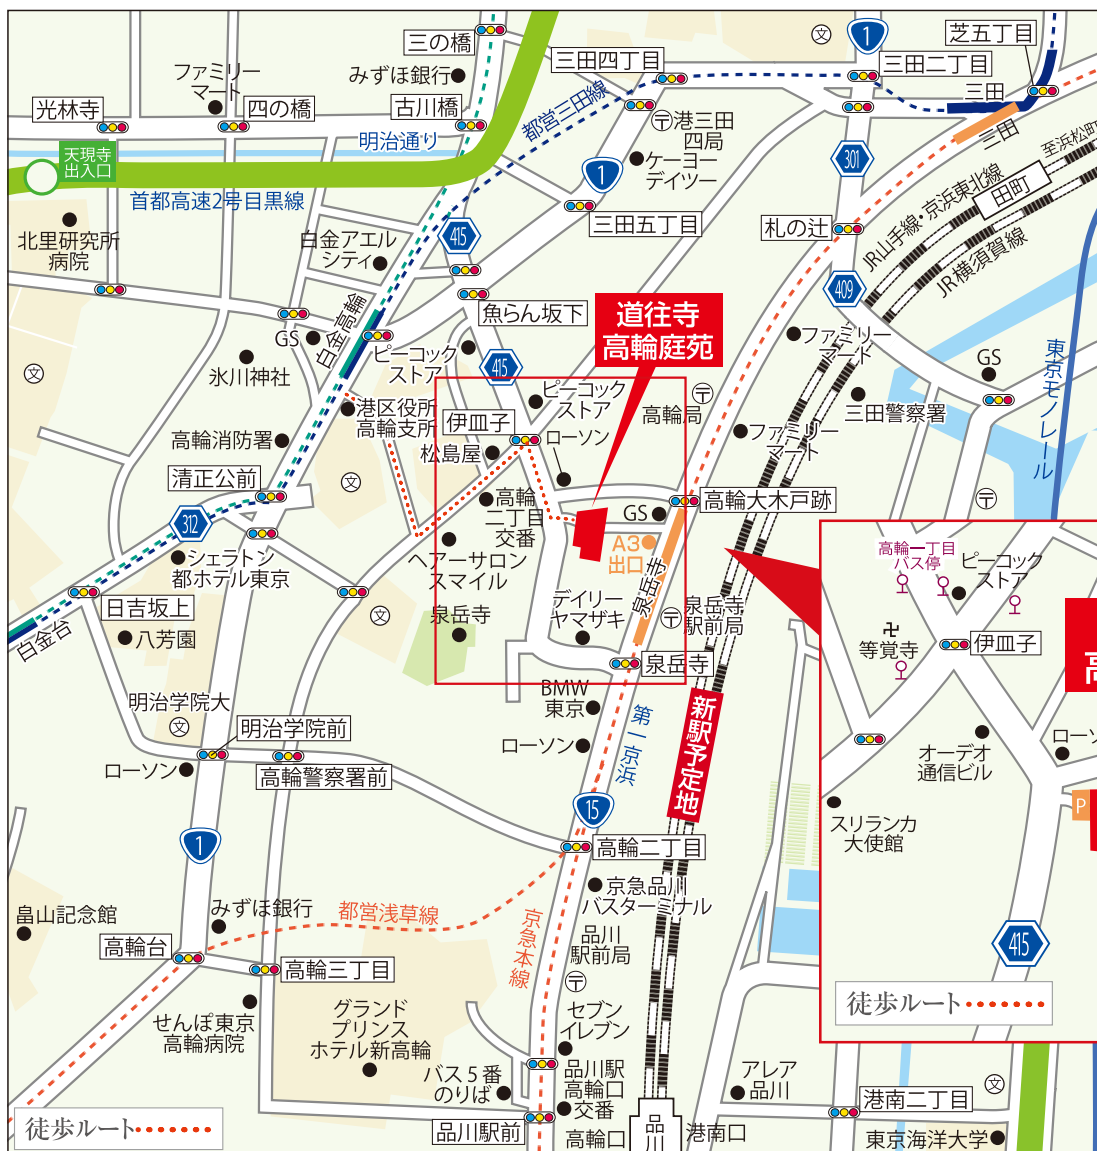 三の橋
三田四丁目
1
三田二丁目
芝五丁目
ファミリー
マート
みずほ銀行
古川橋
光林寺
四の橋
都営三田線
三田
三田
至浜松町
港三田
四局
ケーヨー
デイツー
明治通り
天現寺
出入口
首都高速2号目黒線
1
301
JR山手線・京浜東北線
田町
JR横須賀線
北里研究所
病院
白金アエル
シティ
415
三田五丁目
札の辻
409
魚らん坂下
道往寺
高輪庭苑
GS
白金高輪
ピーコック
ストア
415
ファミリー
マート
GS
東京モノレール
氷川神社
港区役所
高輪支所
伊皿子
ピーコック
ストア
高輪局
三田警察署
ローソン
ファミリー
マート
高輪消防署
松島屋
清正公前
高輪
二丁目
交番
GS
高輪大木戸跡
312
A3
出口
シェラトン
都ホテル東京
ヘアーサロン
スマイル
泉岳寺
高輪一丁目
バス停
ピーコック
ストア
日吉坂上
白金台
八芳園
泉岳寺
デイリー
ヤマザキ
泉岳寺
駅前局
等覚寺
伊皿子
高
泉岳寺
BMW
東京
明治学院大
明治学院前
第一京浜
新駅予定地
ローソン
ローソン
高輪警察署前
オーデオ
通信ビル
ローソ
15
P
1
スリランカ
大使館
高輪二丁目
京急品川
バスターミナル
畠山記念館
みずほ銀行
都営浅草線
京急本線
品川
駅前局
415
高輪台
高輪三丁目
徒歩ルート
せんぽ東京
高輪病院
グランド
プリンス
ホテル新高輪
セブン
イレブン
バス5番
のりば
品川駅
高輪口
交番
アレア
品川
港南二丁目
徒歩ルート
品川駅前
高輪口
品川
港南口
東京海洋大学
文
文
文
文
文
文